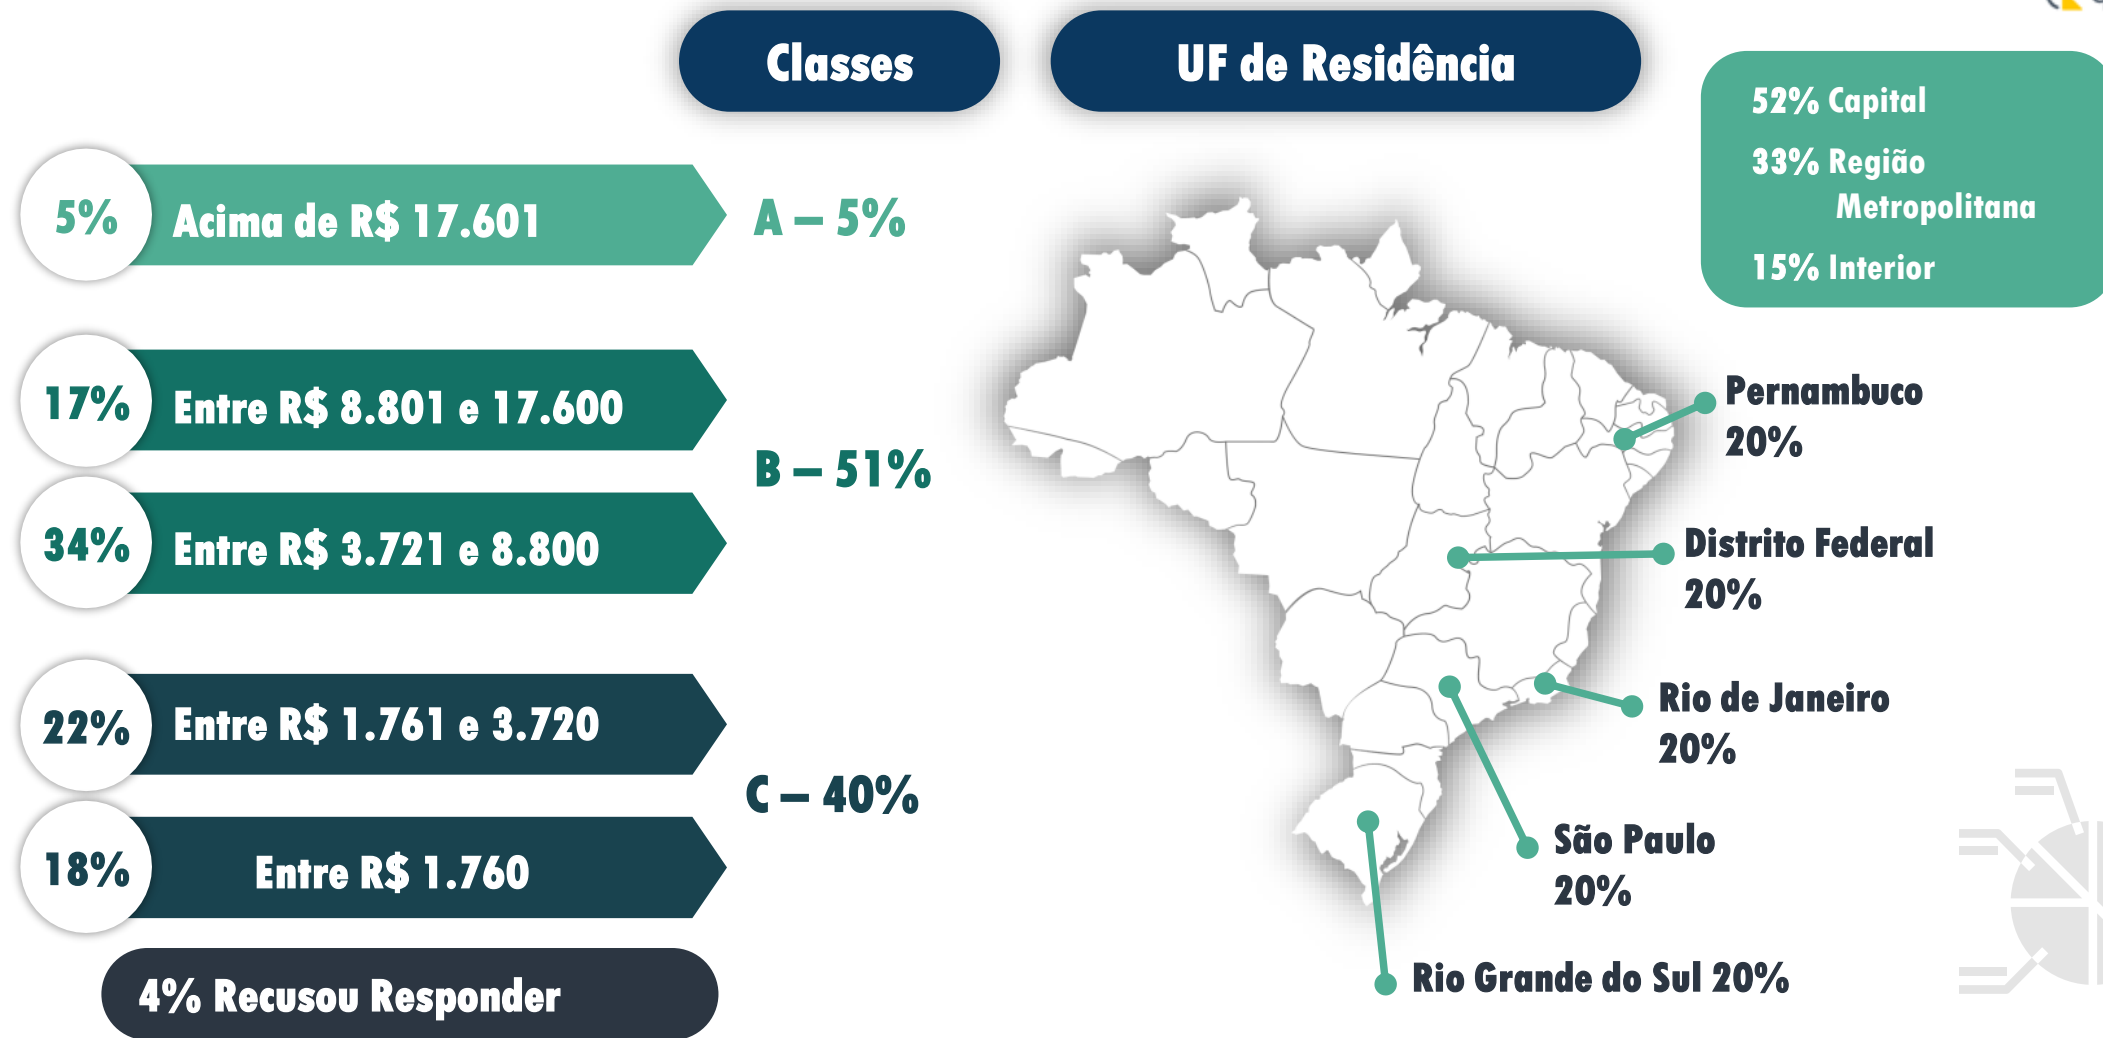 Classes
5%
Acima de R$ 17.601
A – 5%
17%
Entre R$ 8.801 e 17.600
34%
Entre R$ 3.721 e 8.800
B – 51%
22%
Entre R$ 1.761 e 3.720
18%
Entre R$ 1.760
C – 40%
4% Recusou Responder
UF de Residência
52% Capital
33% Região
Metropolitana
15% Interior
Pernambuco
20%
Distrito Federal
20%
Rio de Janeiro
20%
São Paulo
20%
Rio Grande do Sul 20%